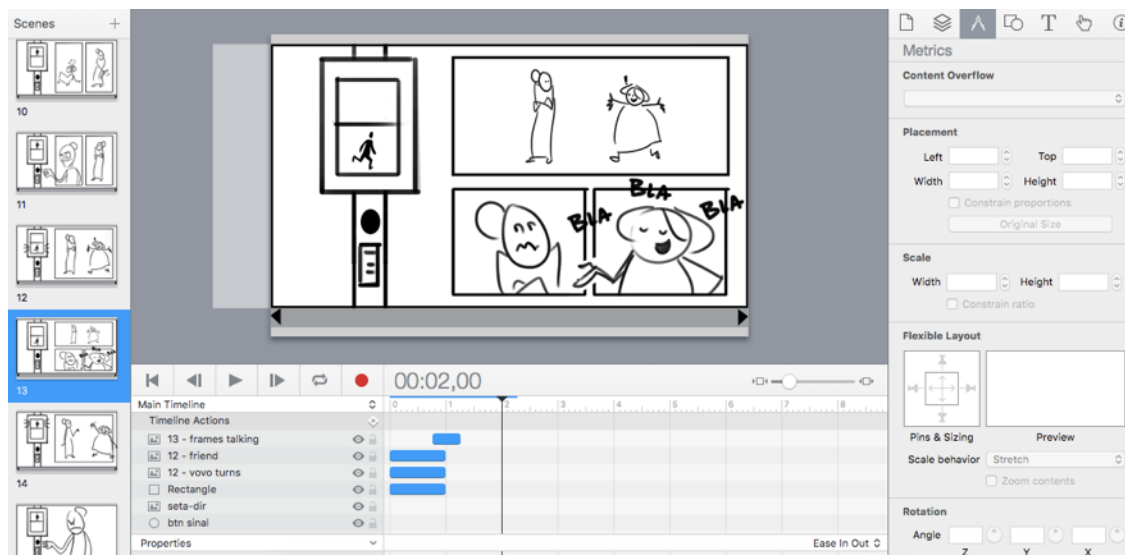 Scenes
10
11
12
13
14
BLA
BLA
BLA
00:02,00
Main Timeline
0 1 2 3 4 5 6 7 8
Timeline Actions
13 - frames talking
12 - friend
12 - vovo turns
Rectangle
seta-dir
btn sinal
Properties
Ease In Out
Metrics
Content Overflow
Placement
Left Top
Width Height
Constrain proportions
Original Size
Scale
Width Height
Constrain ratio
Flexible Layout
Pins & Sizing Preview
Scale behavior Stretch
Zoom contents
Rotation
Angle
Z Y X